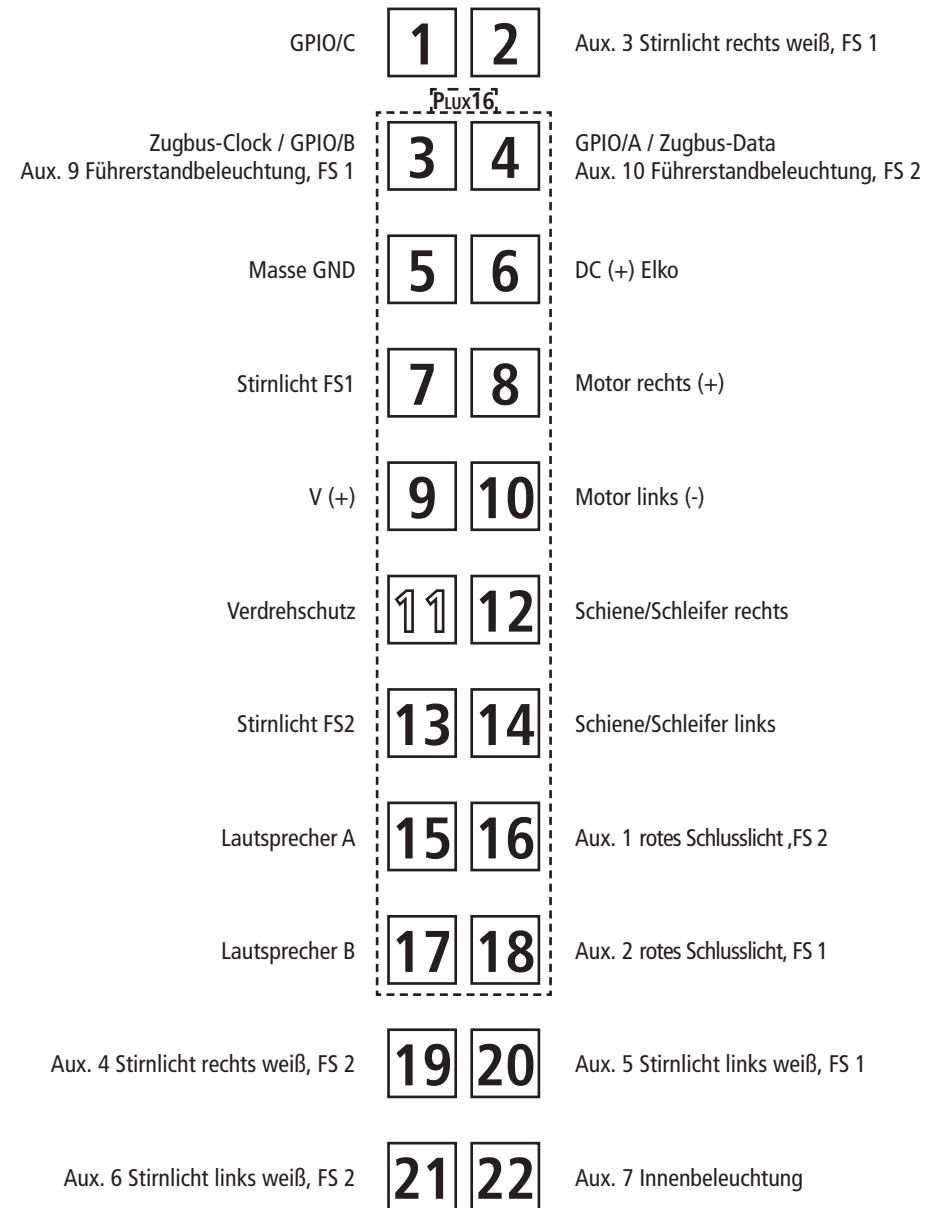 GPIO/C 1 2 Aux. 3 Stirnlicht rechts weiß, FS 1
PLUX16
Zugbus-Clock / GPIO/B
Aux. 9 Führerstandbeleuchtung, FS 1
3 4
GPIO/A / Zugbus-Data
Aux. 10 Führerstandbeleuchtung, FS 2
Masse GND 5 6 DC (+) Elko
Stirnlicht FS1 7 8 Motor rechts (+)
V (+) 9 10 Motor links (-)
Verdrehschutz 11 12 Schiene/Schleifer rechts
Stirnlicht FS2 13 14 Schiene/Schleifer links
Lautsprecher A 15 16 Aux. 1 rotes Schlusslicht ,FS 2
Lautsprecher B 17 18 Aux. 2 rotes Schlusslicht, FS 1
Aux. 4 Stirnlicht rechts weiß, FS 2 19 20 Aux. 5 Stirnlicht links weiß, FS 1
Aux. 6 Stirnlicht links weiß, FS 2 21 22 Aux. 7 Innenbeleuchtung